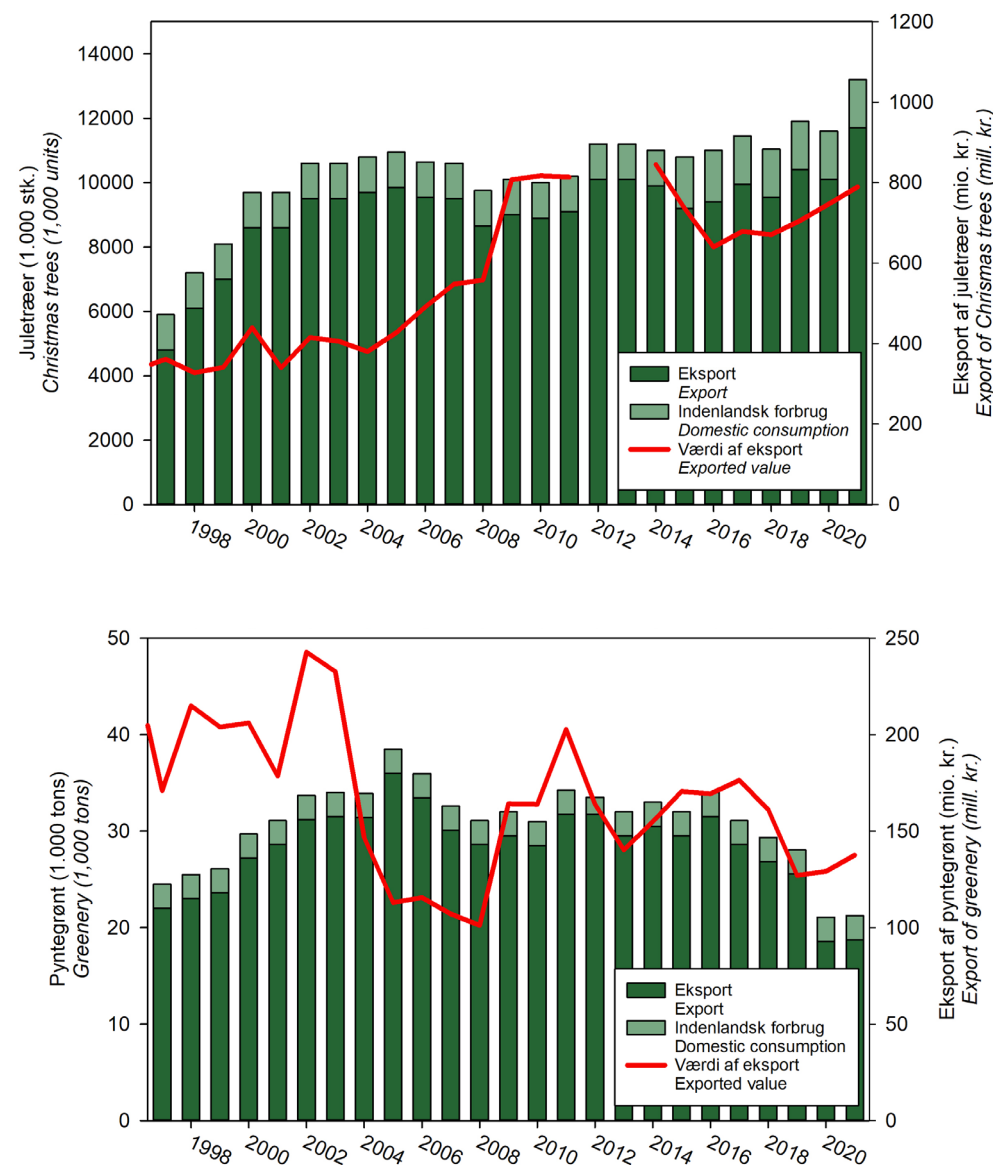 Juletræer (1.000 stk.)
Christmas trees (1,000 units)
14000
12000
10000
8000
6000
4000
2000
0
1200
1000
800
600
400
200
0
Eksport af juletræer (mio. kr.)
Export of Chrismas trees (mill. kr.)
Eksport
Export
Indenlandsk forbrug
Domestic consumption
Værdi af eksport
Exported value
1998
2000
2002
2004
2006
2008
2010
2012
2014
2016
2018
2020
Pyntegrønt (1.000 tons)
Greenery (1,000 tons)
50
40
30
20
10
0
250
200
150
100
50
0
Eksport af pyntegrønt (mio. kr.)
Export of greenery (mill. kr.)
Eksport
Export
Indenlandsk forbrug
Domestic consumption
Værdi af eksport
Exported value
1998
2000
2002
2004
2006
2008
2010
2012
2014
2016
2018
2020